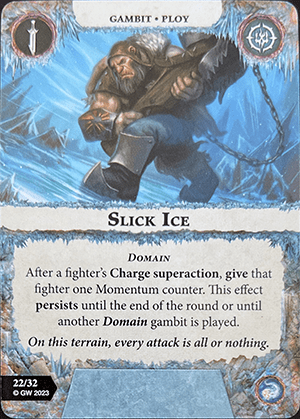 GAMBIT • PLOY
SLICK ICE
DOMAIN
After a fighter's Charge superaction, give that
fighter one Momentum counter. This effect
persists until the end of the round or until
another Domain gambit is played.
On this terrain, every attack is all or nothing.
22/32
© GW 2023